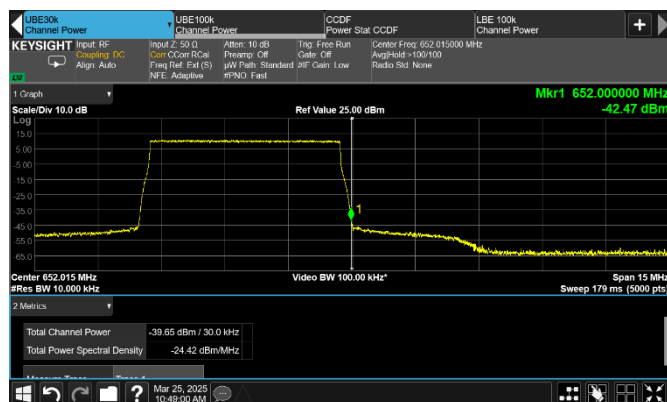 UBE30k
Channel Power
UBE100k
Channel Power
CCDF
Power Stat CCDF
LBE 100k
Channel Power
KEYSIGHT
Input: RF
Coupling: DC
Align: Auto
Input Z: 50 Ω
Corr CCorr RCal
Freq Ref: Ext (S)
NFE: Adaptive
Atten: 10 dB
Preamp: Off
µW Path: Standard
#PNO: Fast
Trig: Free Run
Gate: Off
#IF Gain: Low
Center Freq: 652.015000 MHz
Avg|Hold:>100/100
Radio Std: None
1 Graph
Mkr1 652.000000 MHz
-42.47 dBm
Scale/Div 10.0 dB
Ref Value 25.00 dBm
Log
15.0
5.00
-5.00
-15.0
-25.0
-35.0
-45.0
-55.0
-65.0
1
Center 652.015 MHz
Video BW 100.00 kHz*
Span 15 MHz
#Res BW 10.000 kHz
Sweep 179 ms (5000 pts)
2 Metrics
Total Channel Power
-39.65 dBm / 30.0 kHz
Total Power Spectral Density
-24.42 dBm/MHz
Mar 25, 2025
10:49:00 AM